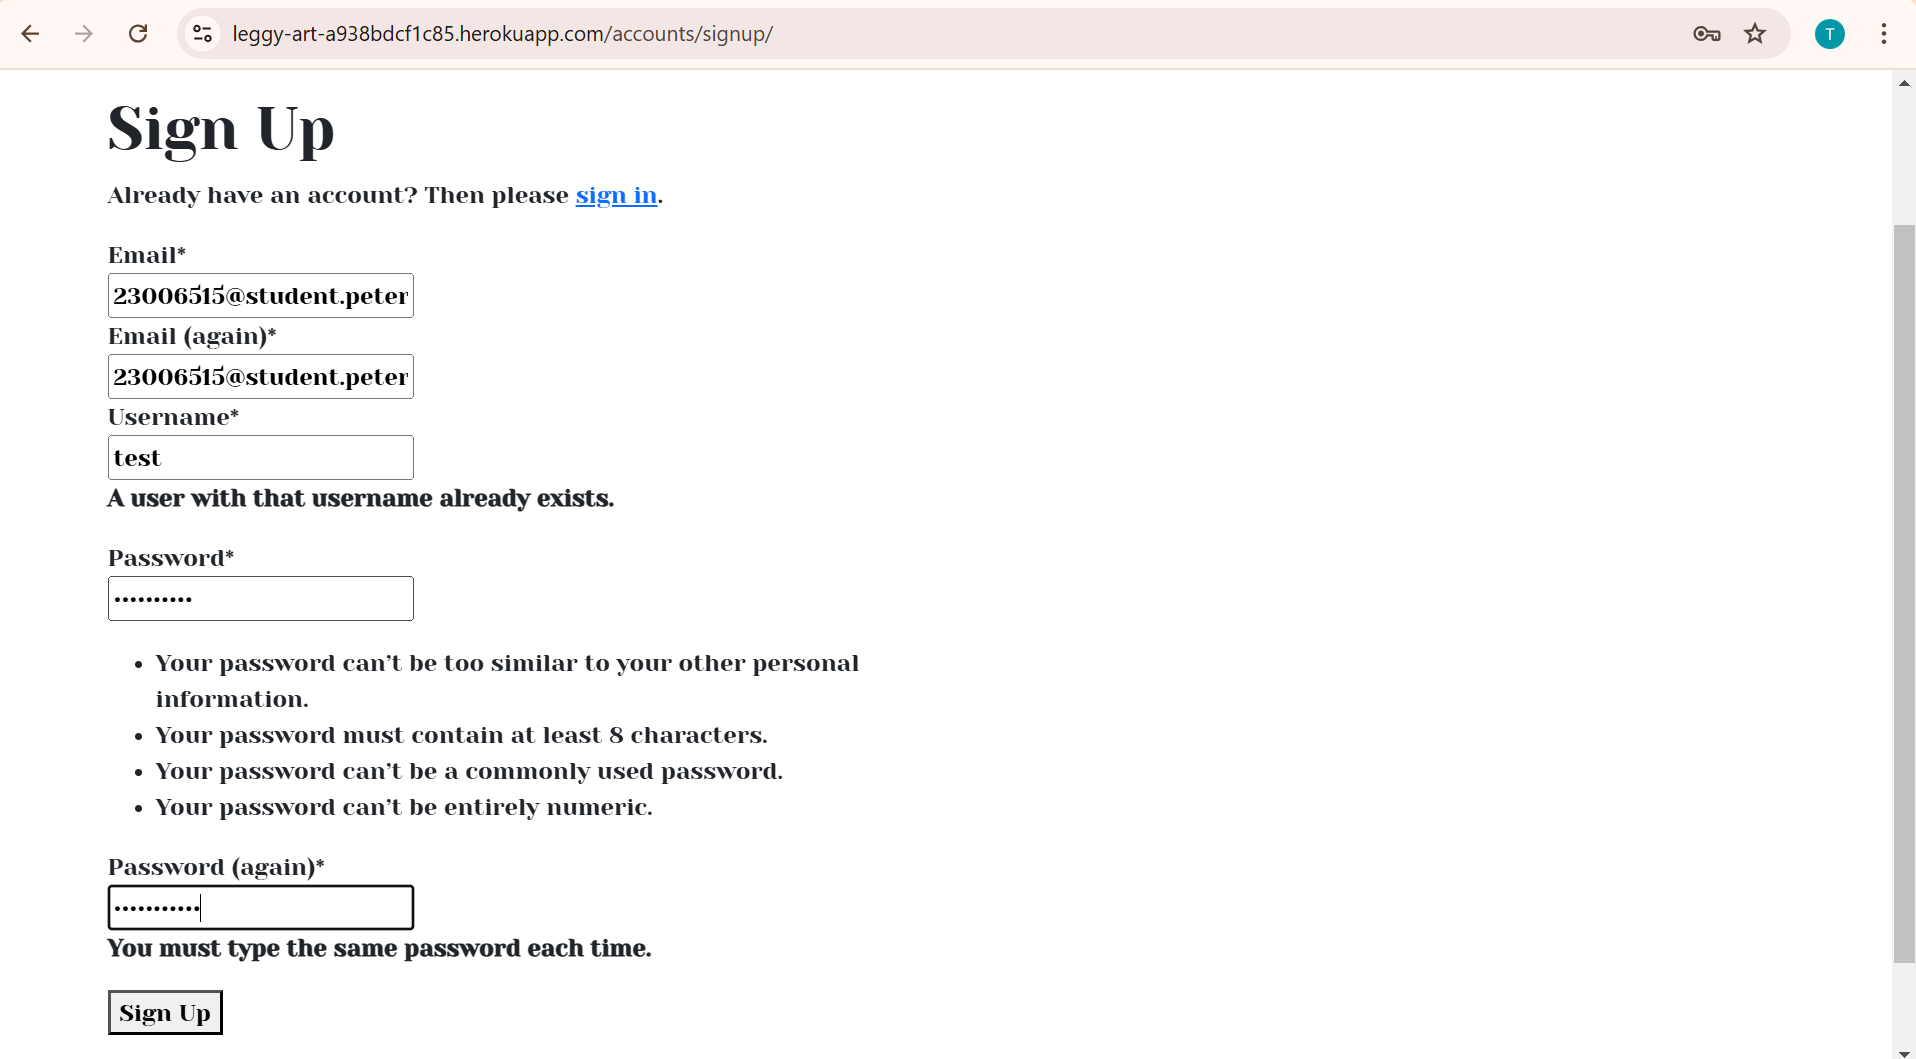 leggy-art-a938bdcf1c85.herokuapp.com/accounts/signup/
T
Sign Up
Already have an account? Then please sign in.
Email*
23006515@student.peter
Email (again)*
23006515@student.peter
Username*
test
A user with that username already exists.
Password*
••••••••••
• Your password can’t be too similar to your other personal
information.
• Your password must contain at least 8 characters.
• Your password can’t be a commonly used password.
• Your password can’t be entirely numeric.
Password (again)*
•••••••••••
You must type the same password each time.
Sign Up